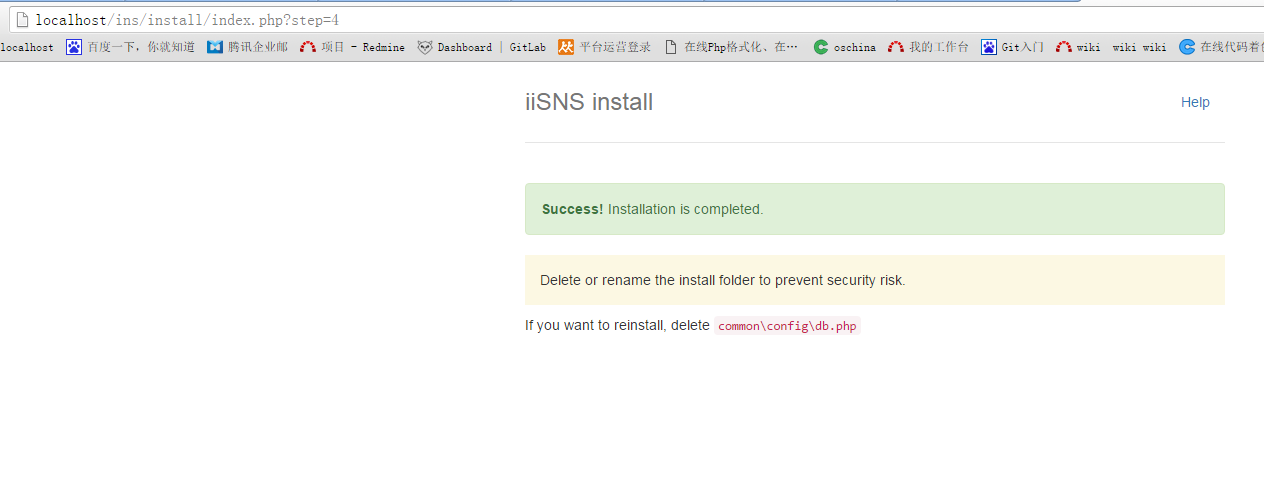 localhost/ins/install/index.php?step=4
localhost 百度一下，你就知道 腾讯企业邮 项目 - Redmine Dashboard | GitLab 平台运营登录 在线Php格式化、在… oschina 我的工作台 Git入门 wiki wiki wiki 在线代码着
iiSNS install
Help
Success! Installation is completed.
Delete or rename the install folder to prevent security risk.
If you want to reinstall, delete common\config\db.php